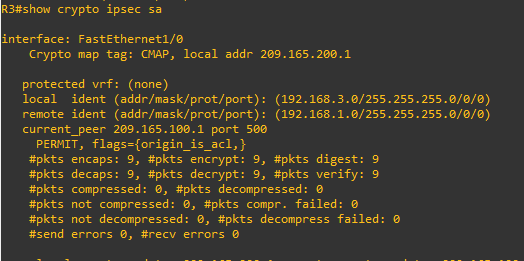 R3#show crypto ipsec sa
interface: FastEthernet1/0
Crypto map tag: CMAP, local addr 209.165.200.1
protected vrf: (none)
local  ident (addr/mask/prot/port): (192.168.3.0/255.255.255.0/0/0)
remote ident (addr/mask/prot/port): (192.168.1.0/255.255.255.0/0/0)
current_peer 209.165.100.1 port 500
PERMIT, flags={origin_is_acl,}
#pkts encaps: 9, #pkts encrypt: 9, #pkts digest: 9
#pkts decaps: 9, #pkts decrypt: 9, #pkts verify: 9
#pkts compressed: 0, #pkts decompressed: 0
#pkts not compressed: 0, #pkts compr. failed: 0
#pkts not decompressed: 0, #pkts decompress failed: 0
#send errors 0, #recv errors 0